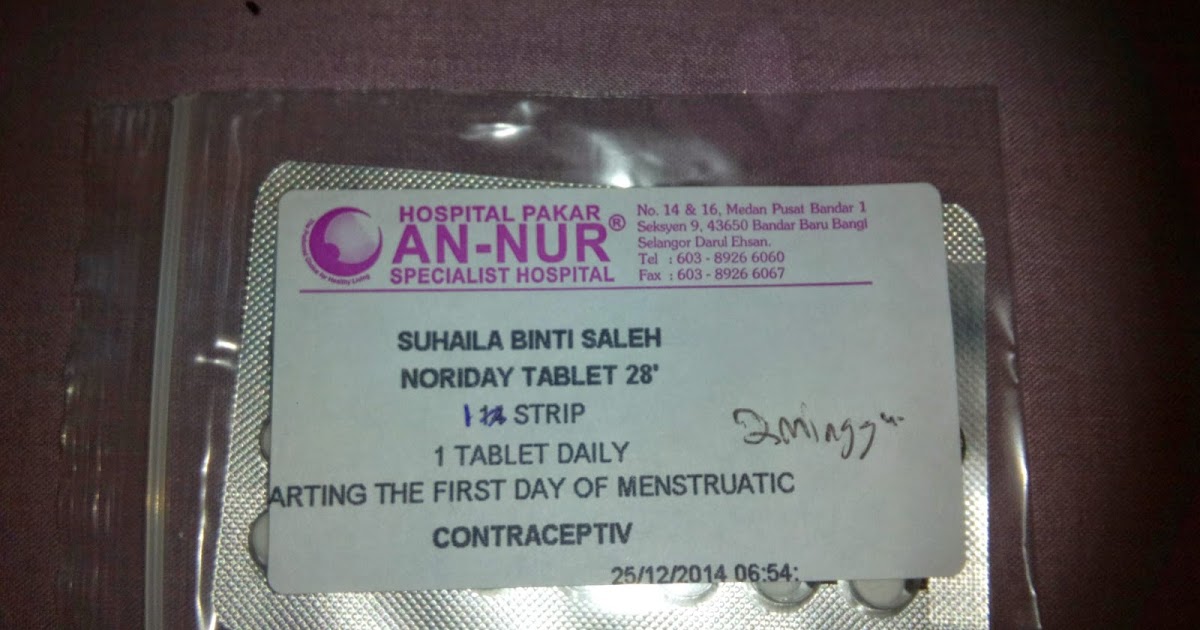 HOSPITAL PAKAR
AN-NUR®
SPECIALIST HOSPITAL
No. 14 & 16, Medan Pusat Bandar 1
Seksyen 9, 43650 Bandar Baru Bangi
Selangor Darul Ehsan.
Tel : 603 - 8926 6060
Fax : 603 - 8926 6067
SUHAILA BINTI SALEH
NORIDAY TABLET 28'
1 STRIP
2 Minggu
1 TABLET DAILY
ARTING THE FIRST DAY OF MENSTRUATIC
CONTRACEPTIV
25/12/2014 06:54: